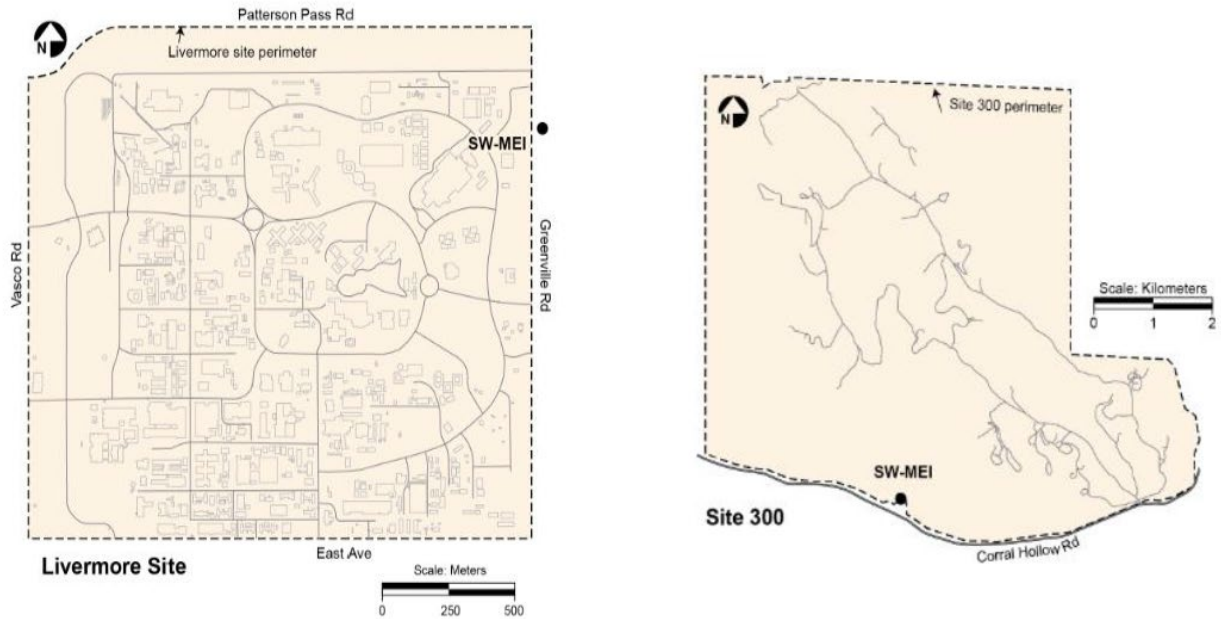 Patterson Pass Rd
N
Livermore site perimeter
SW-MEI
Vasco Rd
Greenville Rd
East Ave
Livermore Site
Scale: Meters
0 250 500
N
Site 300 perimeter
Scale: Kilometers
0 1 2
SW-MEI
Site 300
Corral Hollow Rd